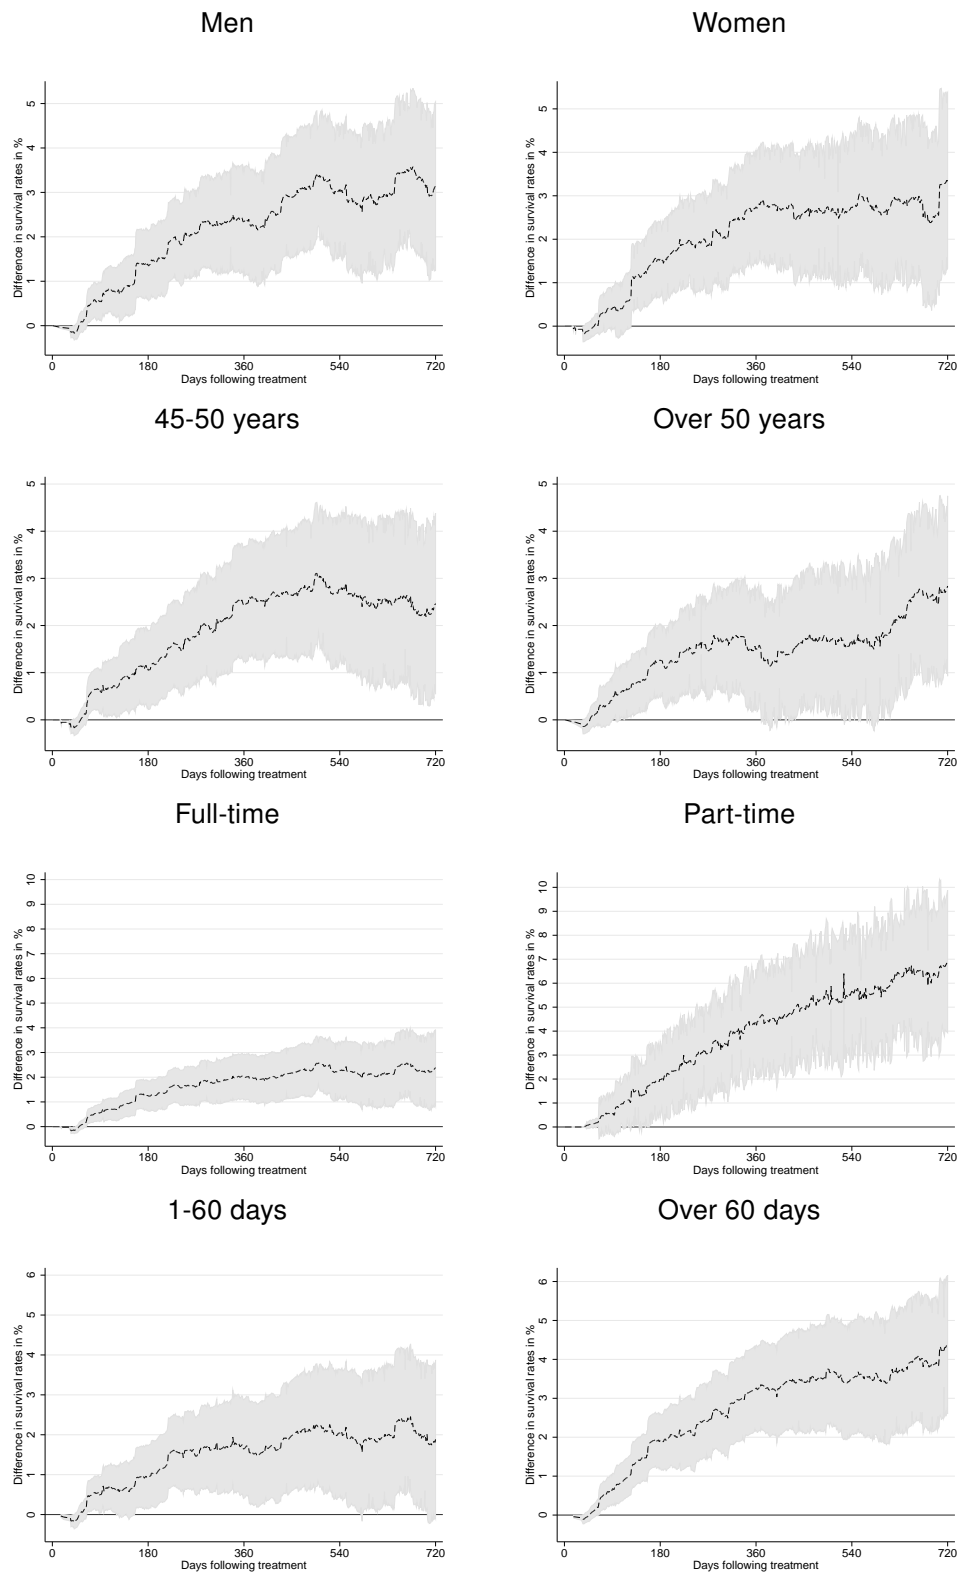 Men
Women
Difference in survival rates in %
0 1 2 3 4 5
0 180 360 540 720
Days following treatment
Difference in survival rates in %
0 1 2 3 4 5
0 180 360 540 720
Days following treatment
45-50 years
Over 50 years
Difference in survival rates in %
0 1 2 3 4 5
0 180 360 540 720
Days following treatment
Difference in survival rates in %
0 1 2 3 4 5
0 180 360 540 720
Days following treatment
Full-time
Part-time
Difference in survival rates in %
0 1 2 3 4 5 6 7 8 9 10
0 180 360 540 720
Days following treatment
Difference in survival rates in %
0 1 2 3 4 5 6 7 8 9 10
0 180 360 540 720
Days following treatment
1-60 days
Over 60 days
Difference in survival rates in %
0 1 2 3 4 5 6
0 180 360 540 720
Days following treatment
Difference in survival rates in %
0 1 2 3 4 5 6
0 180 360 540 720
Days following treatment